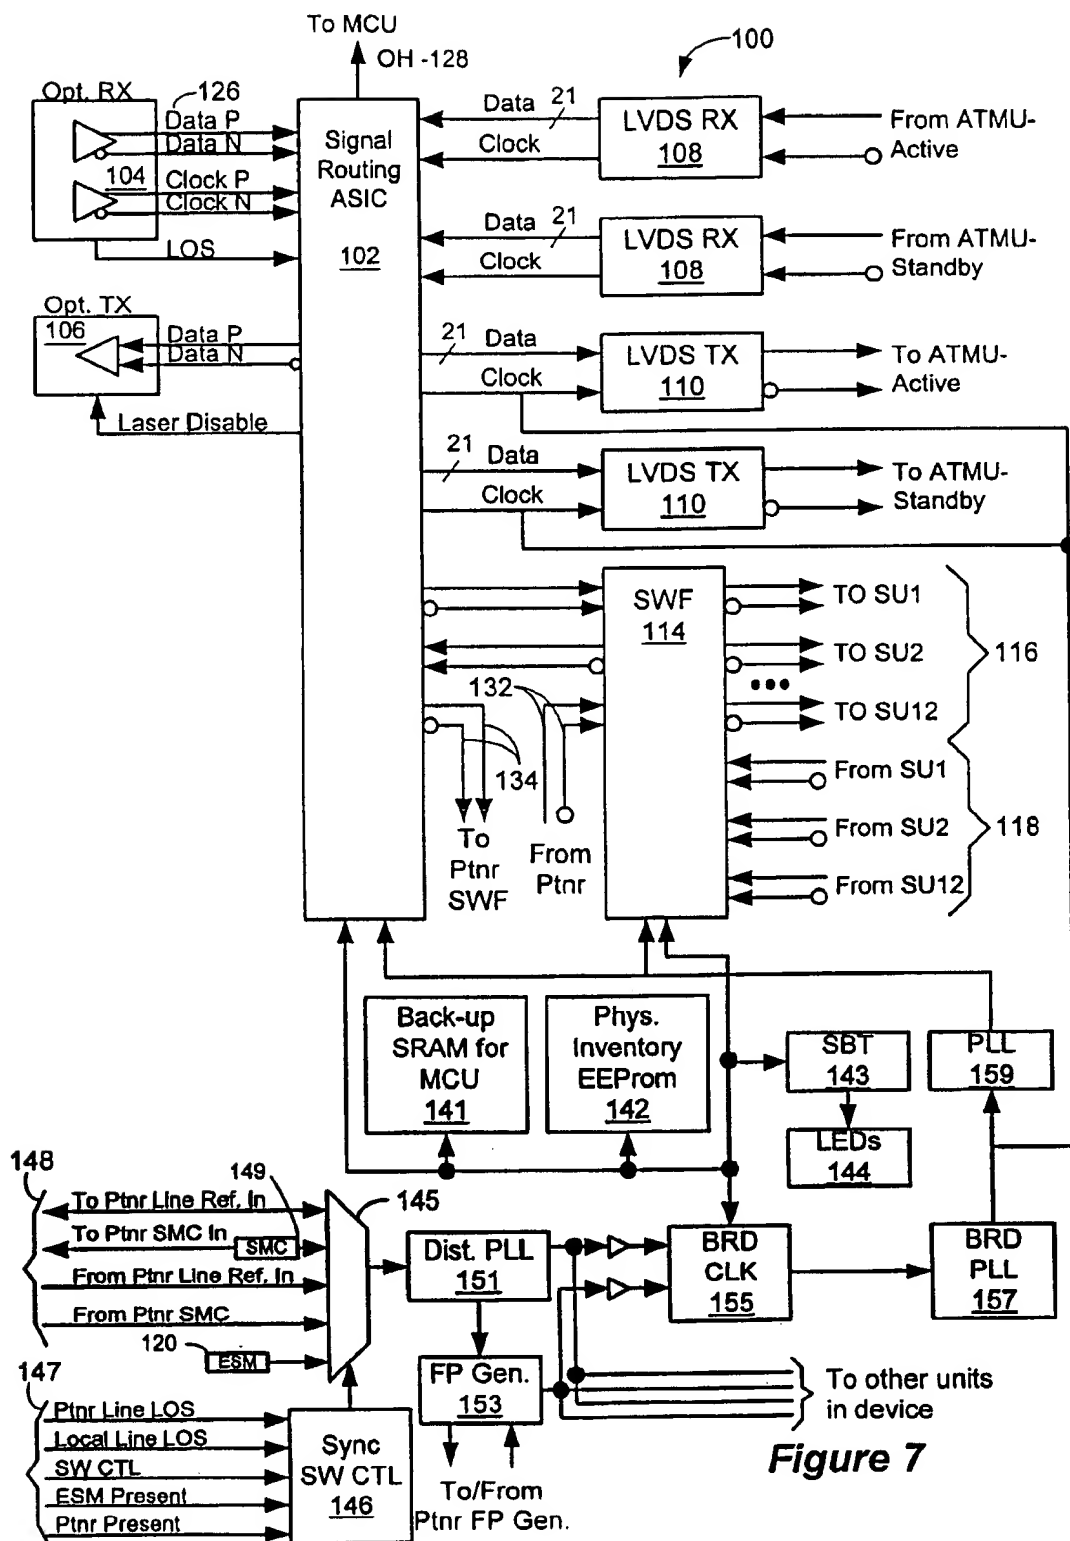 To MCU
OH -128
100
Opt. RX
126
Data P
Data N
104
Clock P
Clock N
LOS
Signal
Routing
ASIC
102
Data
21
Clock
LVDS RX
108
From ATMU-
Active
Data
21
Clock
LVDS RX
108
From ATMU-
Standby
Opt. TX
106
Data P
Data N
Laser Disable
21
Data
Clock
LVDS TX
110
To ATMU-
Active
21
Data
Clock
LVDS TX
110
To ATMU-
Standby
SWF
114
TO SU1
TO SU2
TO SU12
116
From SU1
From SU2
From SU12
118
132
134
To
Ptnr
SWF
From
Ptnr
Back-up
SRAM for
MCU
141
Phys.
Inventory
EEProm
142
SBT
143
LEDs
144
PLL
159
148
To Ptnr Line Ref. In
149
145
To Ptnr SMC In
SMC
From Ptnr Line Ref. In
From Ptnr SMC
120
ESM
Dist. PLL
151
FP Gen.
153
BRD
CLK
155
BRD
PLL
157
147
Ptnr Line LOS
Local Line LOS
SW CTL
ESM Present
Ptnr Present
Sync
SW CTL
146
To/From
Ptnr FP Gen.
To other units
in device
Figure 7